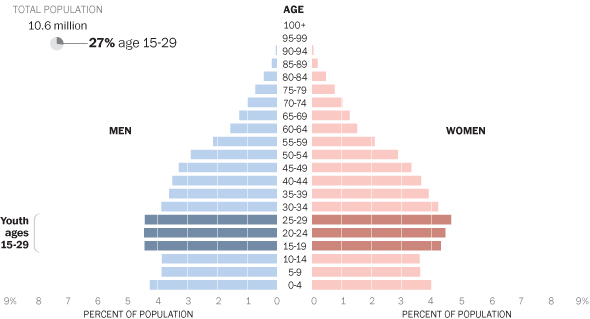 TOTAL POPULATION
10.6 million
27% age 15-29
AGE
100+
95-99
90-94
85-89
80-84
75-79
70-74
65-69
60-64
55-59
50-54
45-49
40-44
35-39
30-34
25-29
20-24
15-19
10-14
5-9
0-4
MEN
WOMEN
Youth
ages
15-29
9% 8 7 6 5 4 3 2 1 0
0 1 2 3 4 5 6 7 8 9%
PERCENT OF POPULATION
PERCENT OF POPULATION